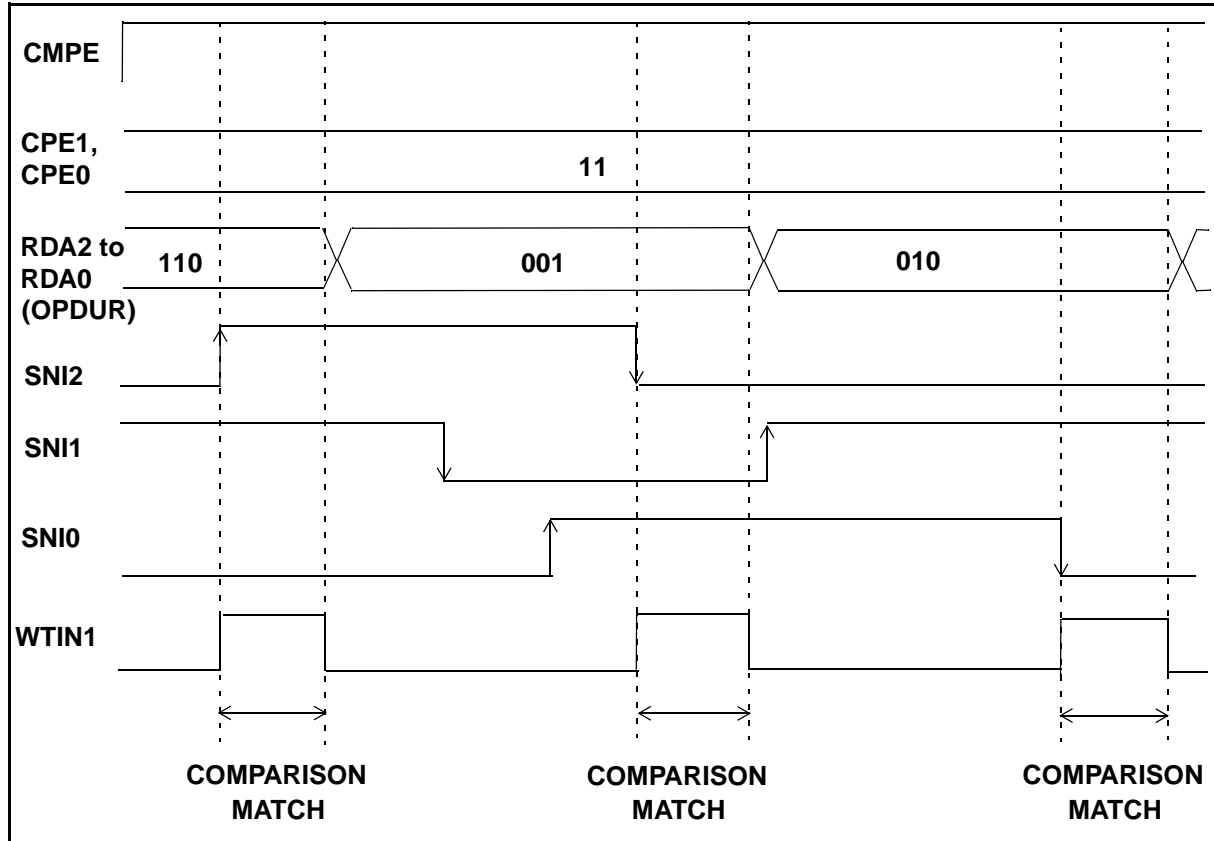 CMPE
CPE1,
CPE0
11
RDA2 to
RDA0
(OPDUR)
110
001
010
SNI2
SNI1
SNI0
WTIN1
COMPARISON
MATCH
COMPARISON
MATCH
COMPARISON
MATCH